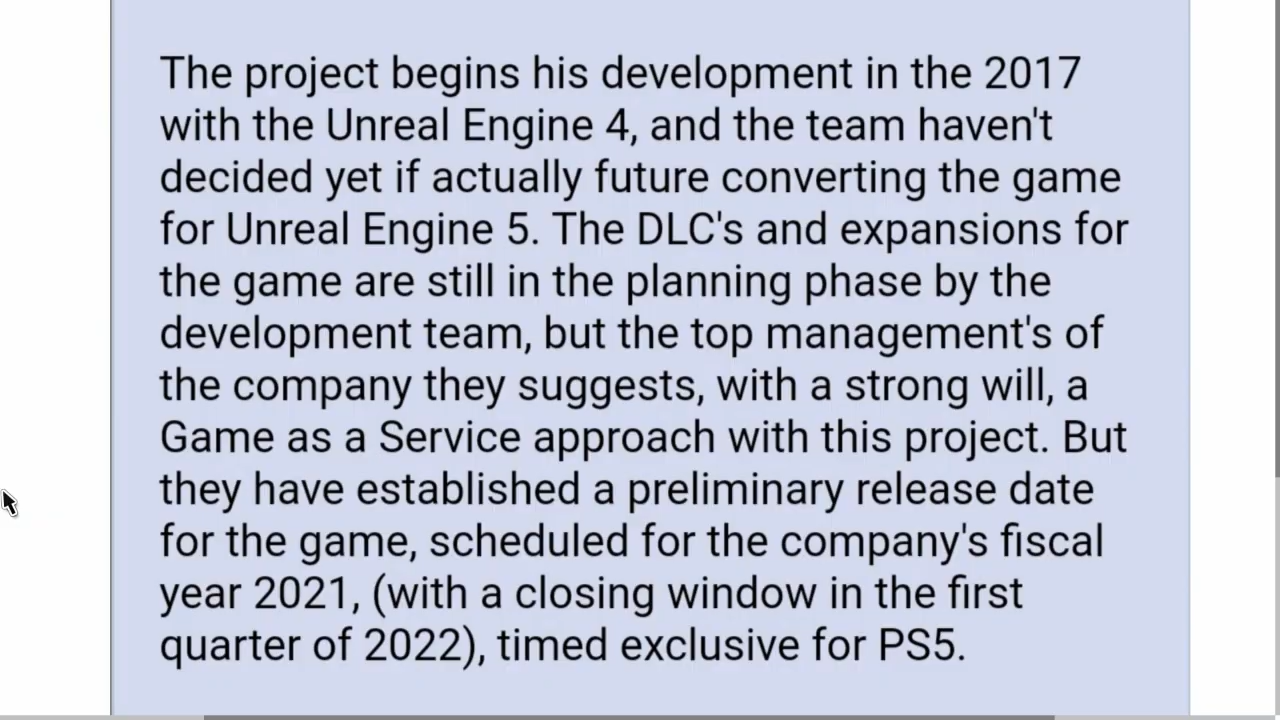 The project begins his development in the 2017
with the Unreal Engine 4, and the team haven't
decided yet if actually future converting the game
for Unreal Engine 5. The DLC's and expansions for
the game are still in the planning phase by the
development team, but the top management's of
the company they suggests, with a strong will, a
Game as a Service approach with this project. But
they have established a preliminary release date
for the game, scheduled for the company's fiscal
year 2021, (with a closing window in the first
quarter of 2022), timed exclusive for PS5.